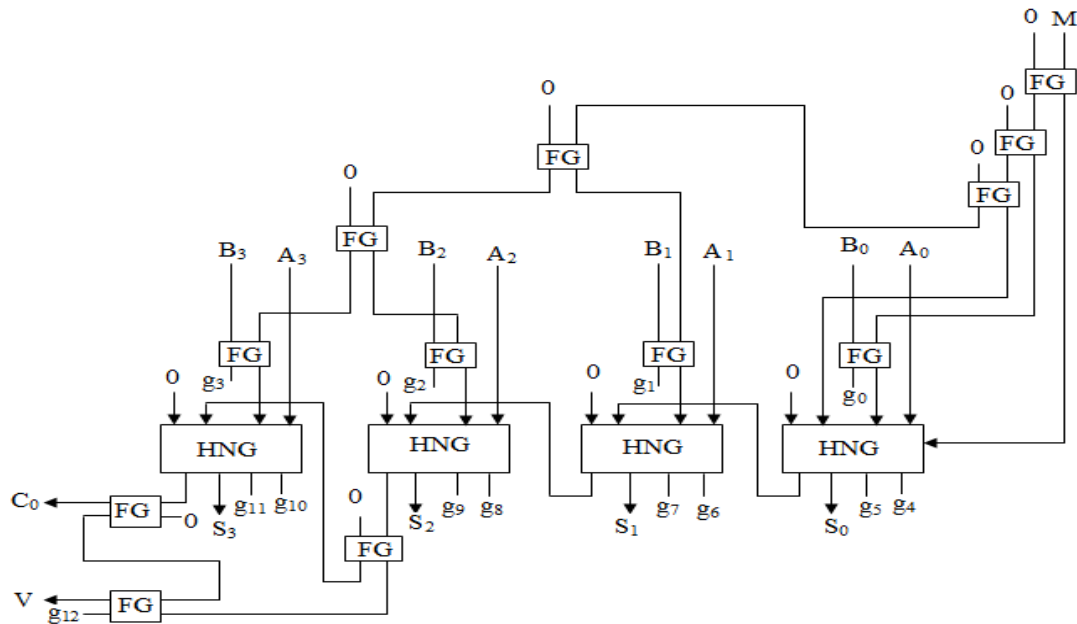 0 M
FG
0
0
FG
FG
0
FG
0
FG
B₃ A₃ B₂ A₂ B₁ A₁ B₀ A₀
FG FG FG FG
g₃ g₂ g₁ g₀
0 0 0 0
HNG HNG HNG HNG
C₀ FG 0 S₃ g₁₁ g₁₀ 0 S₂ g₉ g₈ S₁ g₇ g₆ S₀ g₅ g₄
FG
V FG
g₁₂